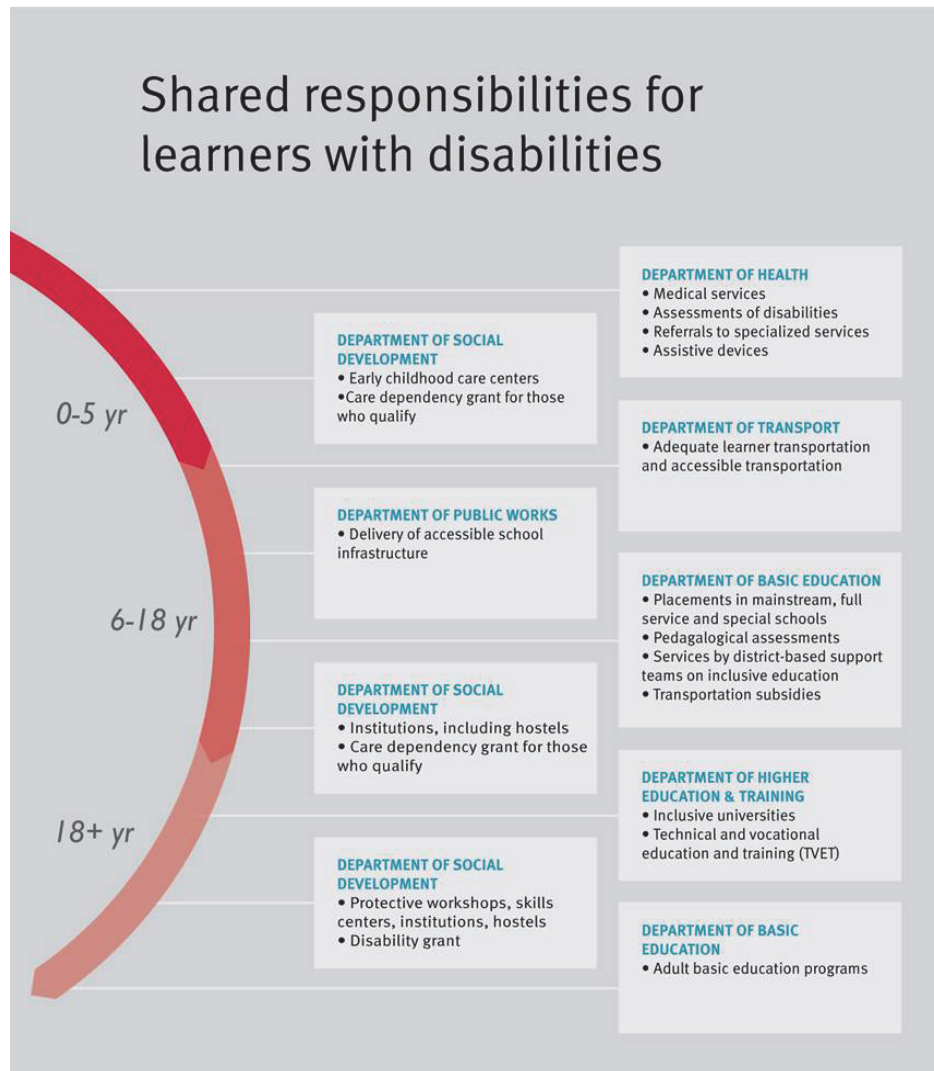 Shared responsibilities for
learners with disabilities
0-5 yr
DEPARTMENT OF HEALTH
• Medical services
• Assessments of disabilities
• Referrals to specialized services
• Assistive devices
DEPARTMENT OF SOCIAL
DEVELOPMENT
• Early childhood care centers
•Care dependency grant for those
who qualify
DEPARTMENT OF TRANSPORT
• Adequate learner transportation
and accessible transportation
6-18 yr
DEPARTMENT OF PUBLIC WORKS
• Delivery of accessible school
infrastructure
DEPARTMENT OF BASIC EDUCATION
• Placements in mainstream, full
service and special schools
• Pedagalogical assessments
• Services by district-based support
teams on inclusive education
• Transportation subsidies
DEPARTMENT OF SOCIAL
DEVELOPMENT
• Institutions, including hostels
• Care dependency grant for those
who qualify
18+ yr
DEPARTMENT OF HIGHER
EDUCATION & TRAINING
• Inclusive universities
• Technical and vocational
education and training (TVET)
DEPARTMENT OF SOCIAL
DEVELOPMENT
• Protective workshops, skills
centers, institutions, hostels
• Disability grant
DEPARTMENT OF BASIC
EDUCATION
• Adult basic education programs